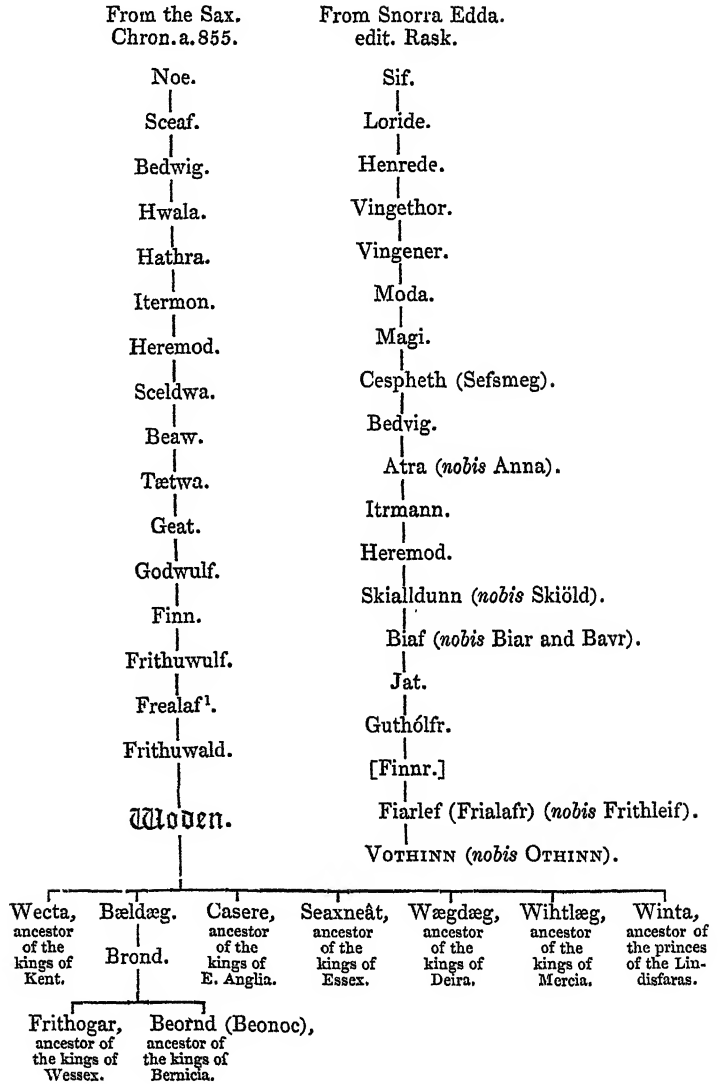 From the Sax.
Chron. a. 855.
Noe.
Sceaf.
Bedwig.
Hwala.
Hathra.
Itermon.
Heremod.
Sceldwa.
Beaw.
Tætwa.
Geat.
Godwulf.
Finn.
Frithuwulf.
Frealaf¹.
Frithuwald.
Woden.
From Snorra Edda.
edit. Rask.
Sif.
Loride.
Henrede.
Vingethor.
Vingener.
Moda.
Magi.
Cespheth (Sefsmeg).
Bedvig.
Atra (nobis Anna).
Itrmann.
Heremod.
Skialldunn (nobis Skiöld).
Biaf (nobis Biar and Bavr).
Jat.
Guthólfr.
[Finnr.]
Fiarlef (Frialafr) (nobis Frithleif).
VOTHINN (nobis OTHINN).
Wecta,
ancestor
of the
kings of
Kent.
Bældæg.
Brond.
Frithogar,
ancestor of
the kings of
Wessex.
Beornd (Beonoc),
ancestor of
the kings of
Bernicia.
Casere,
ancestor
of the
kings of
E. Anglia.
Seaxneât,
ancestor
of the
kings of
Essex.
Wægdæg,
ancestor
of the
kings of
Deira.
Wihtlæg,
ancestor
of the
kings of
Mercia.
Winta,
ancestor of
the princes
of the Lin-
disfaras.